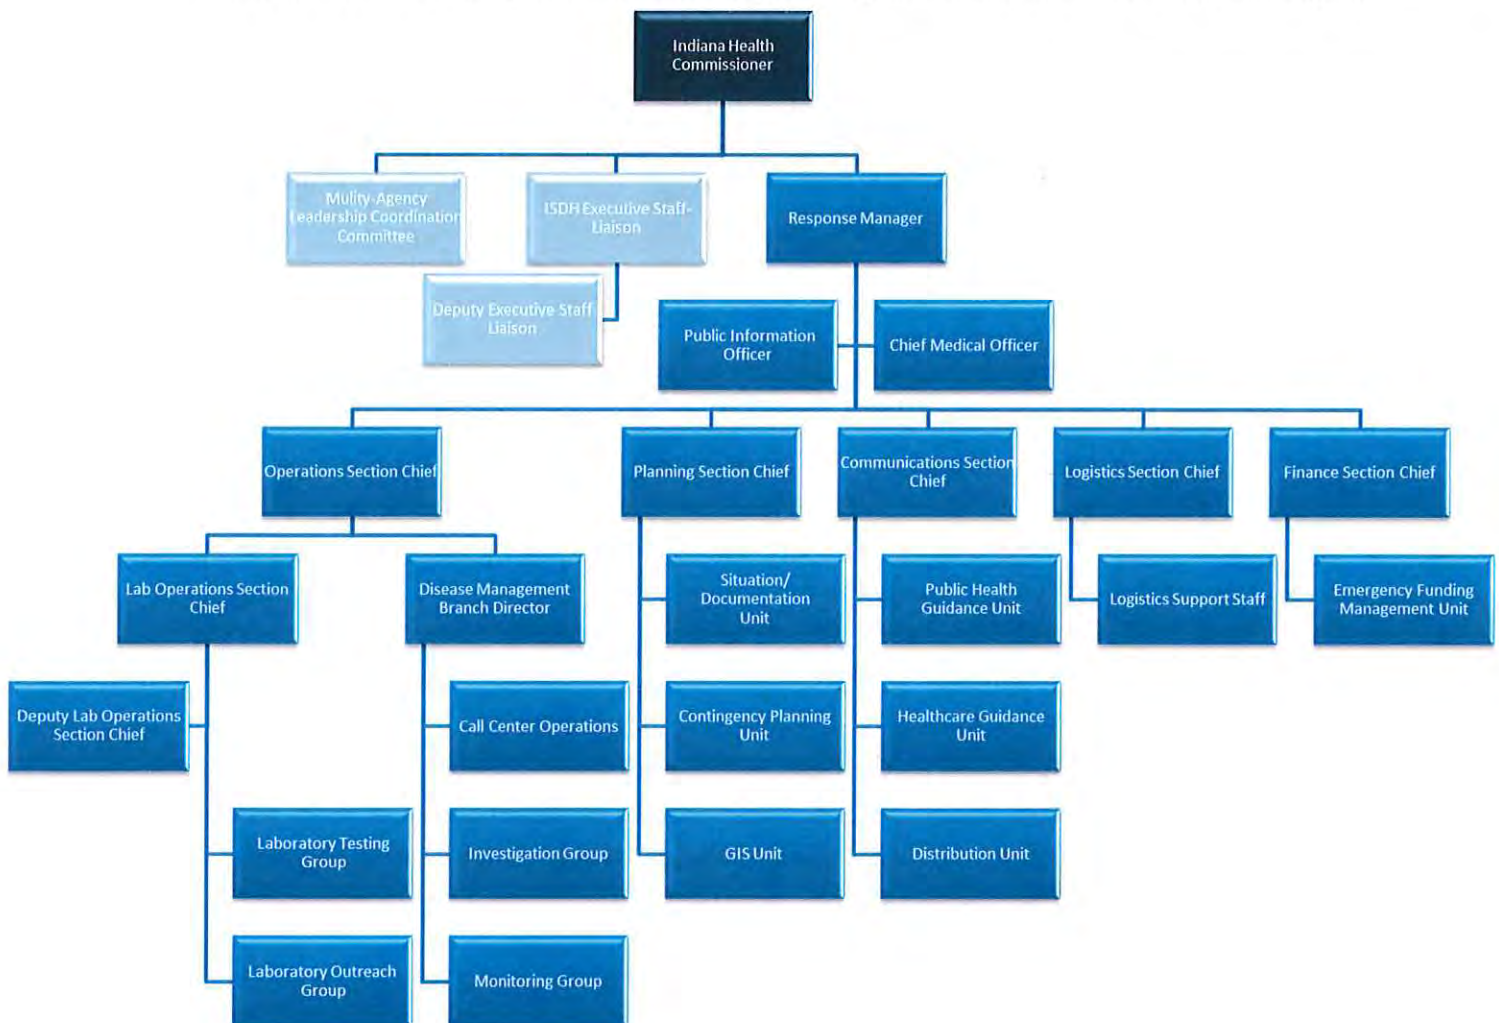 Indiana Health
Commissioner
Mulity-Agency
Leadership Coordination
Committee
ISDH Executive Staff-
Liaison
Response Manager
Deputy Executive Staff
Liaison
Public Information
Officer
Chief Medical Officer
Operations Section Chief
Planning Section Chief
Communications Section
Chief
Logistics Section Chief
Finance Section Chief
Lab Operations Section
Chief
Disease Management
Branch Director
Situation/
Documentation
Unit
Public Health
Guidance Unit
Logistics Support Staff
Emergency Funding
Management Unit
Deputy Lab Operations
Section Chief
Call Center Operations
Contingency Planning
Unit
Healthcare Guidance
Unit
Laboratory Testing
Group
Investigation Group
GIS Unit
Distribution Unit
Laboratory Outreach
Group
Monitoring Group